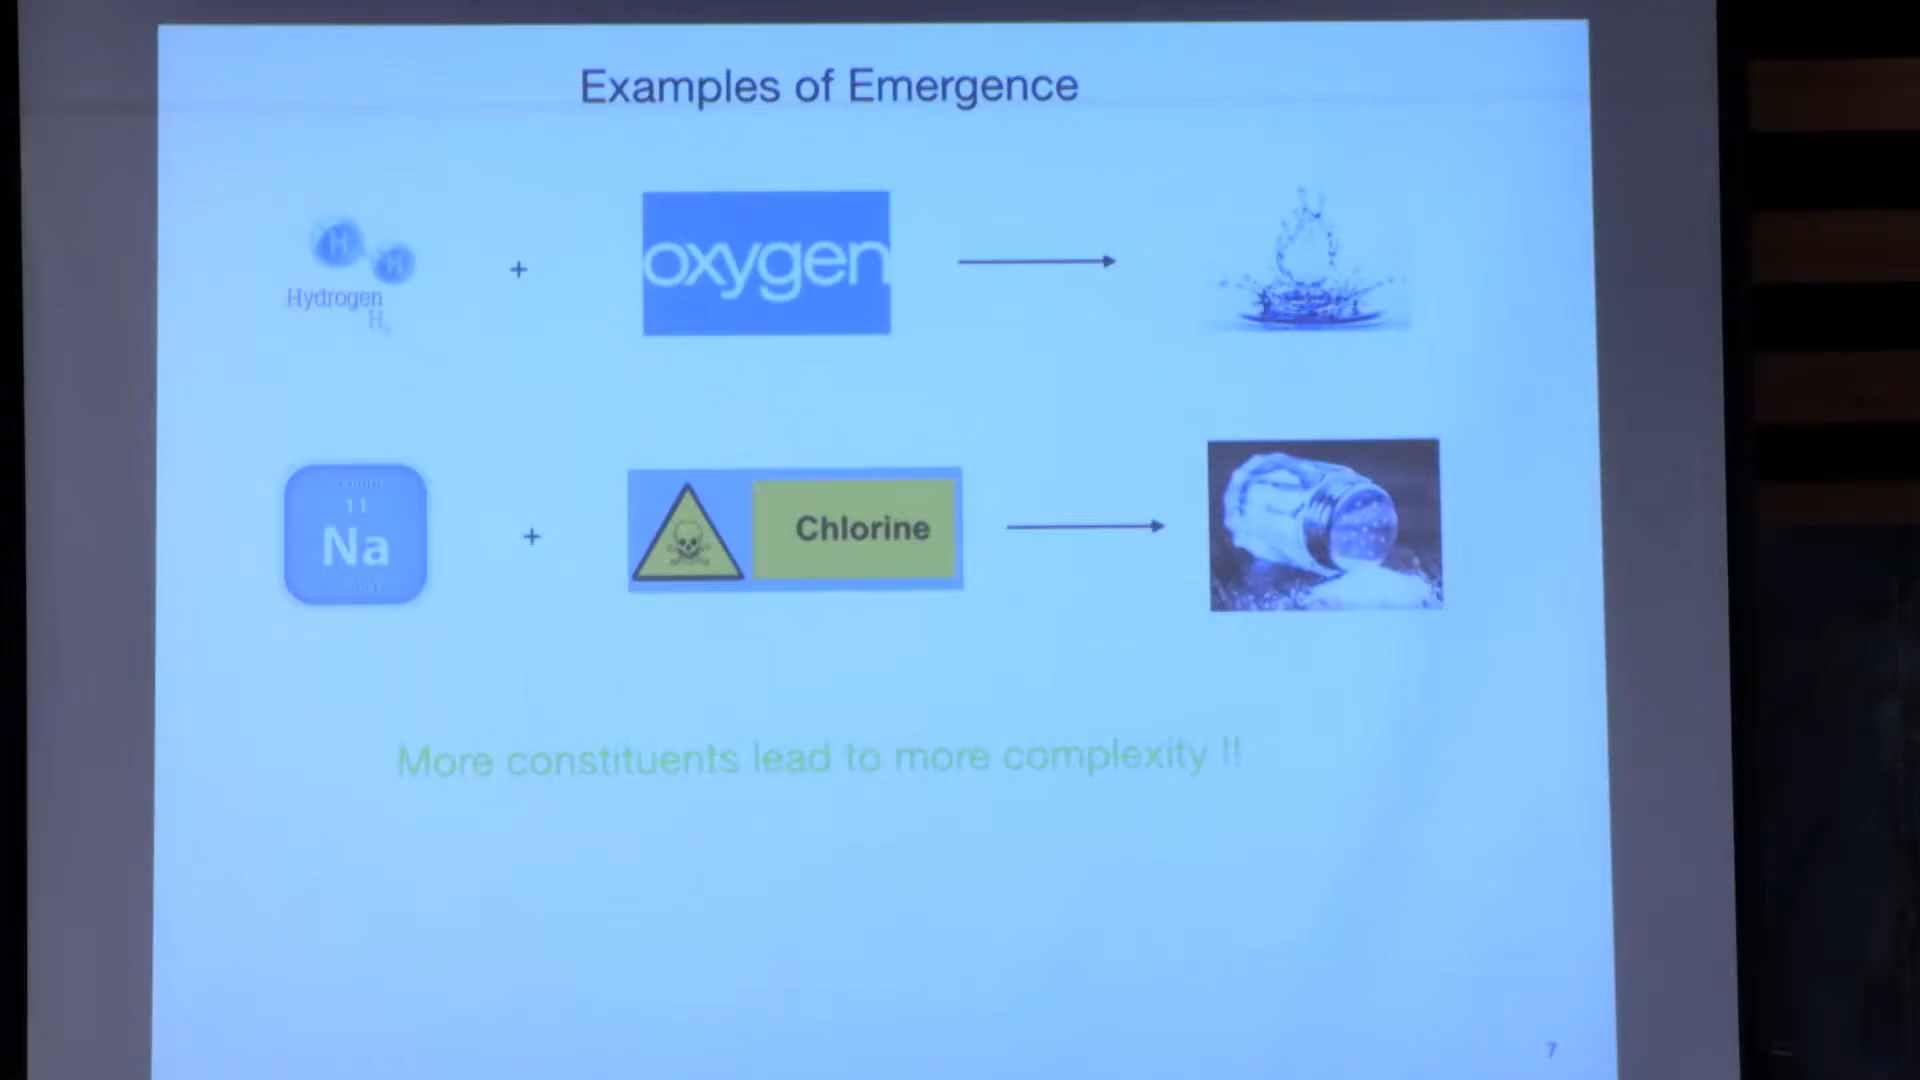 Examples of Emergence
H H
Hydrogen
H
+
oxygen
11
Na
+
Chlorine
More constituents lead to more complexity !!
7